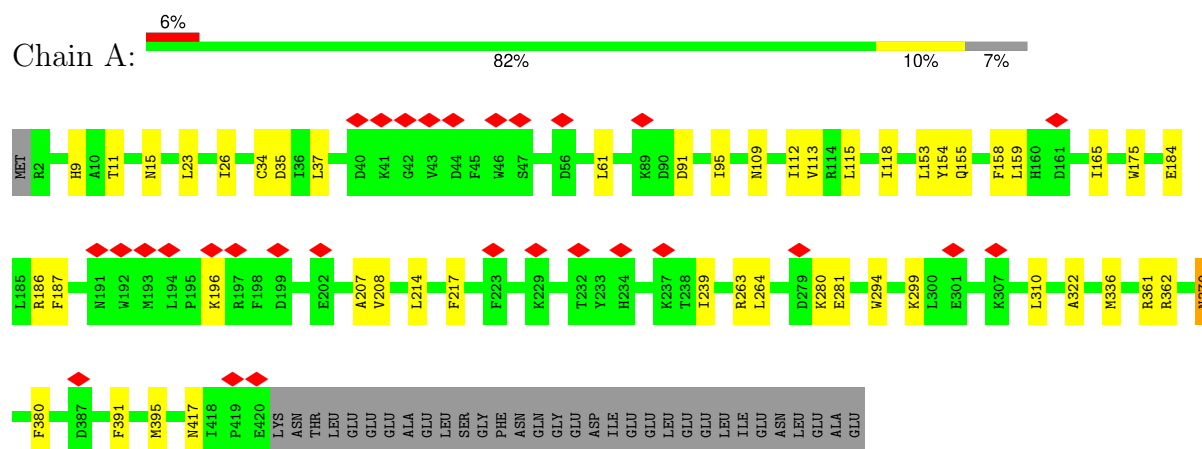 6%
Chain A:
82% 10% 7%
MET R2 H9 A10 T11 N15 L23 I26 C34 D35 I36 L37 D40 K41 G42 V43 D44 F45 W46 S47 D56 L61 K89 D90 D91 I95 N109 I112 V113 R114 L115 I118 L153 Y154 Q155 F158 L159 H160 D161 I165 W175 E184
L185 R186 F187 N191 W192 M193 L194 P195 K196 R197 F198 D199 E202 A207 V208 L214 F217 F223 K229 T232 Y233 H234 K237 T238 I239 R263 L264 D279 K280 E281 W294 K299 L300 E301 K307 L310 A322 M336 R361 R362
F380 D387 F391 M395 N417 I418 P419 E420 LYS ASN THR LEU GLU GLU GLU ALA GLU LEU SER GLY PHE ASN GLN GLY GLU ASP ILE GLU GLU LEU GLU GLU LEU ILE GLU ASN LEU GLU ALA GLU